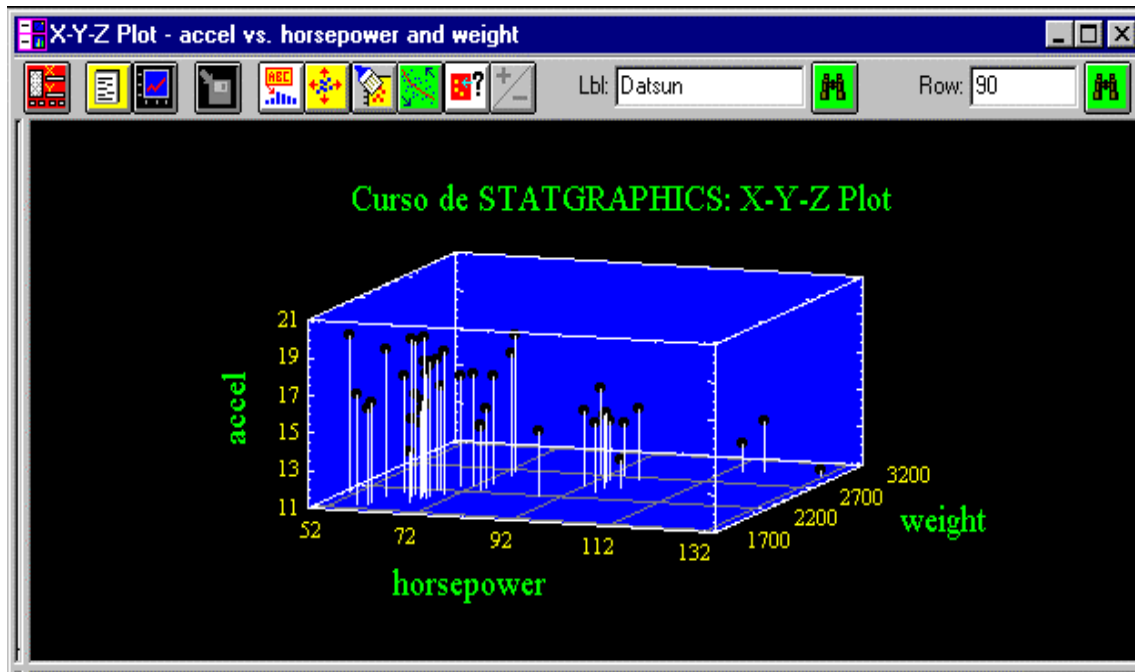 X-Y-Z Plot - accel vs. horsepower and weight
ABC
?
+/-
Lbl: Datsun
Row: 90
Curso de STATGRAPHICS: X-Y-Z Plot
21
19
17
15
13
11
accel
52
72
92
112
132
horsepower
1700
2200
2700
3200
weight